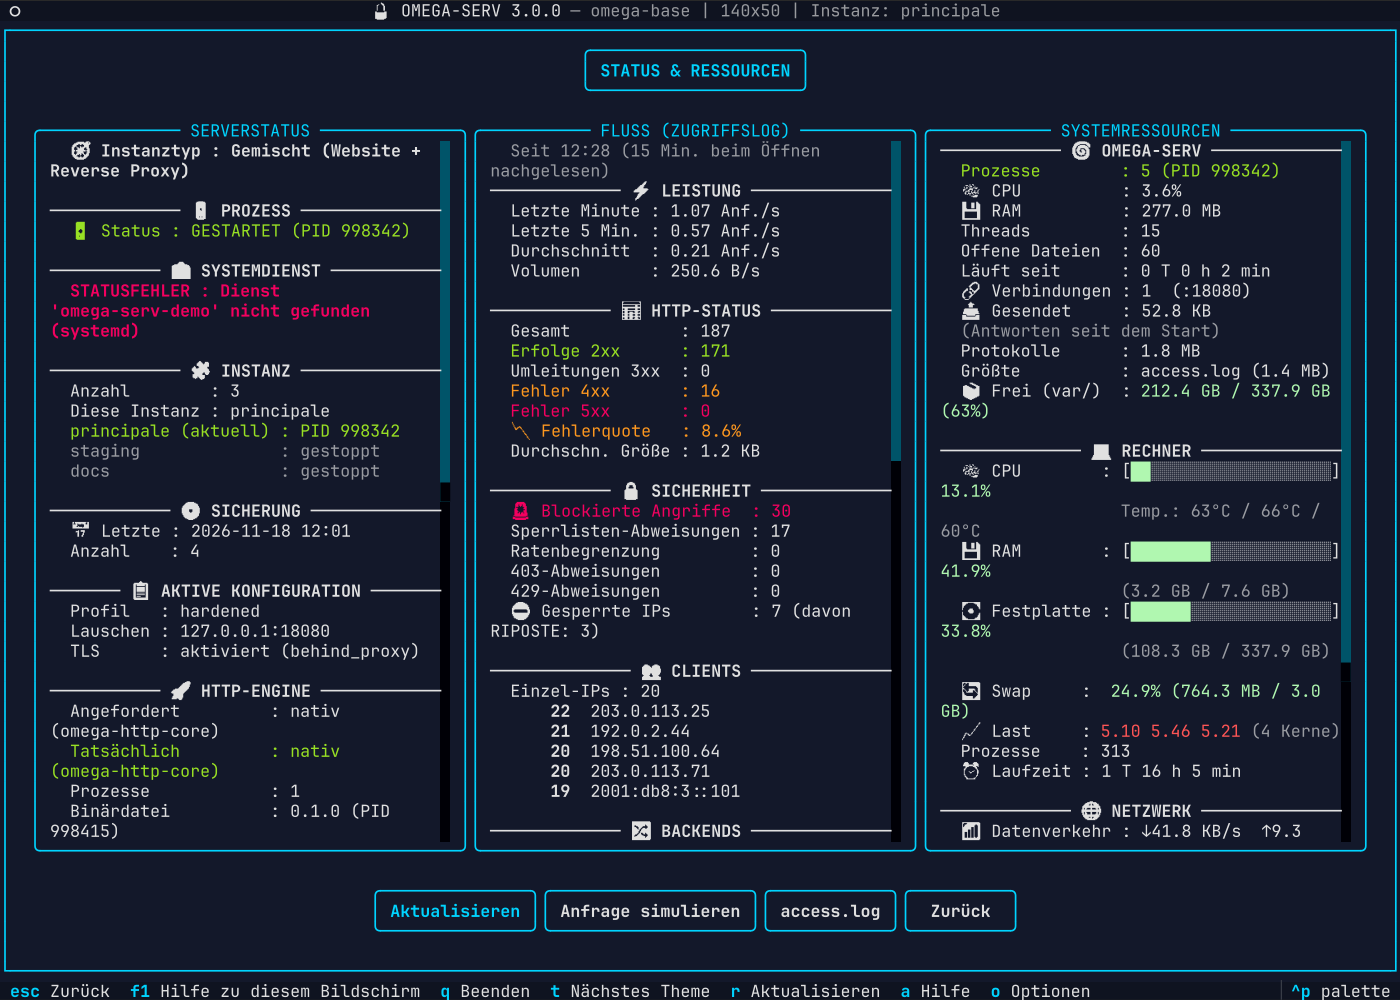 OMEGA-SERV 3.0.0 — omega-base | 140x50 | Instanz: principale
STATUS & RESSOURCEN
SERVERSTATUS
Instanztyp : Gemischt (Website +
Reverse Proxy)
PROZESS
Status : GESTARTET (PID 998342)
SYSTEMDIENST
STATUSFEHLER : Dienst
'omega-serv-demo' nicht gefunden
(systemd)
INSTANZ
Anzahl : 3
Diese Instanz : principale
principale (aktuell) : PID 998342
staging : gestoppt
docs : gestoppt
SICHERUNG
Letzte : 2026-11-18 12:01
Anzahl : 4
AKTIVE KONFIGURATION
Profil : hardened
Lauschen : 127.0.0.1:18080
TLS : aktiviert (behind_proxy)
HTTP-ENGINE
Angefordert : nativ
(omega-http-core)
Tatsächlich : nativ
(omega-http-core)
Prozesse : 1
Binärdatei : 0.1.0 (PID
998415)
FLUSS (ZUGRIFFSLOG)
Seit 12:28 (15 Min. beim Öffnen
nachgelesen)
LEISTUNG
Letzte Minute : 1.07 Anf./s
Letzte 5 Min. : 0.57 Anf./s
Durchschnitt : 0.21 Anf./s
Volumen : 250.6 B/s
HTTP-STATUS
Gesamt : 187
Erfolge 2xx : 171
Umleitungen 3xx : 0
Fehler 4xx : 16
Fehler 5xx : 0
Fehlerquote : 8.6%
Durchschn. Größe : 1.2 KB
SICHERHEIT
Blockierte Angriffe : 30
Sperrlisten-Abweisungen : 17
Ratenbegrenzung : 0
403-Abweisungen : 0
429-Abweisungen : 0
Gesperrte IPs : 7 (davon
RIPOSTE: 3)
CLIENTS
Einzel-IPs : 20
22 203.0.113.25
21 192.0.2.44
20 198.51.100.64
20 203.0.113.71
19 2001:db8:3::101
BACKENDS
SYSTEMRESSOURCEN
OMEGA-SERV
Prozesse : 5 (PID 998342)
CPU : 3.6%
RAM : 277.0 MB
Threads : 15
Offene Dateien : 60
Läuft seit : 0 T 0 h 2 min
Verbindungen : 1 (:18080)
Gesendet : 52.8 KB
(Antworten seit dem Start)
Protokolle : 1.8 MB
Größte : access.log (1.4 MB)
Frei (var/) : 212.4 GB / 337.9 GB
(63%)
RECHNER
CPU : [ ]
13.1%
Temp.: 63°C / 66°C /
60°C
RAM : [ ]
41.9%
(3.2 GB / 7.6 GB)
Festplatte : [ ]
33.8%
(108.3 GB / 337.9 GB)
Swap : 24.9% (764.3 MB / 3.0
GB)
Last : 5.10 5.46 5.21 (4 Kerne)
Prozesse : 313
Laufzeit : 1 T 16 h 5 min
NETZWERK
Datenverkehr : ↓41.8 KB/s ↑9.3
Aktualisieren
Anfrage simulieren
access.log
Zurück
esc Zurück f1 Hilfe zu diesem Bildschirm q Beenden t Nächstes Theme r Aktualisieren a Hilfe o Optionen ^p palette